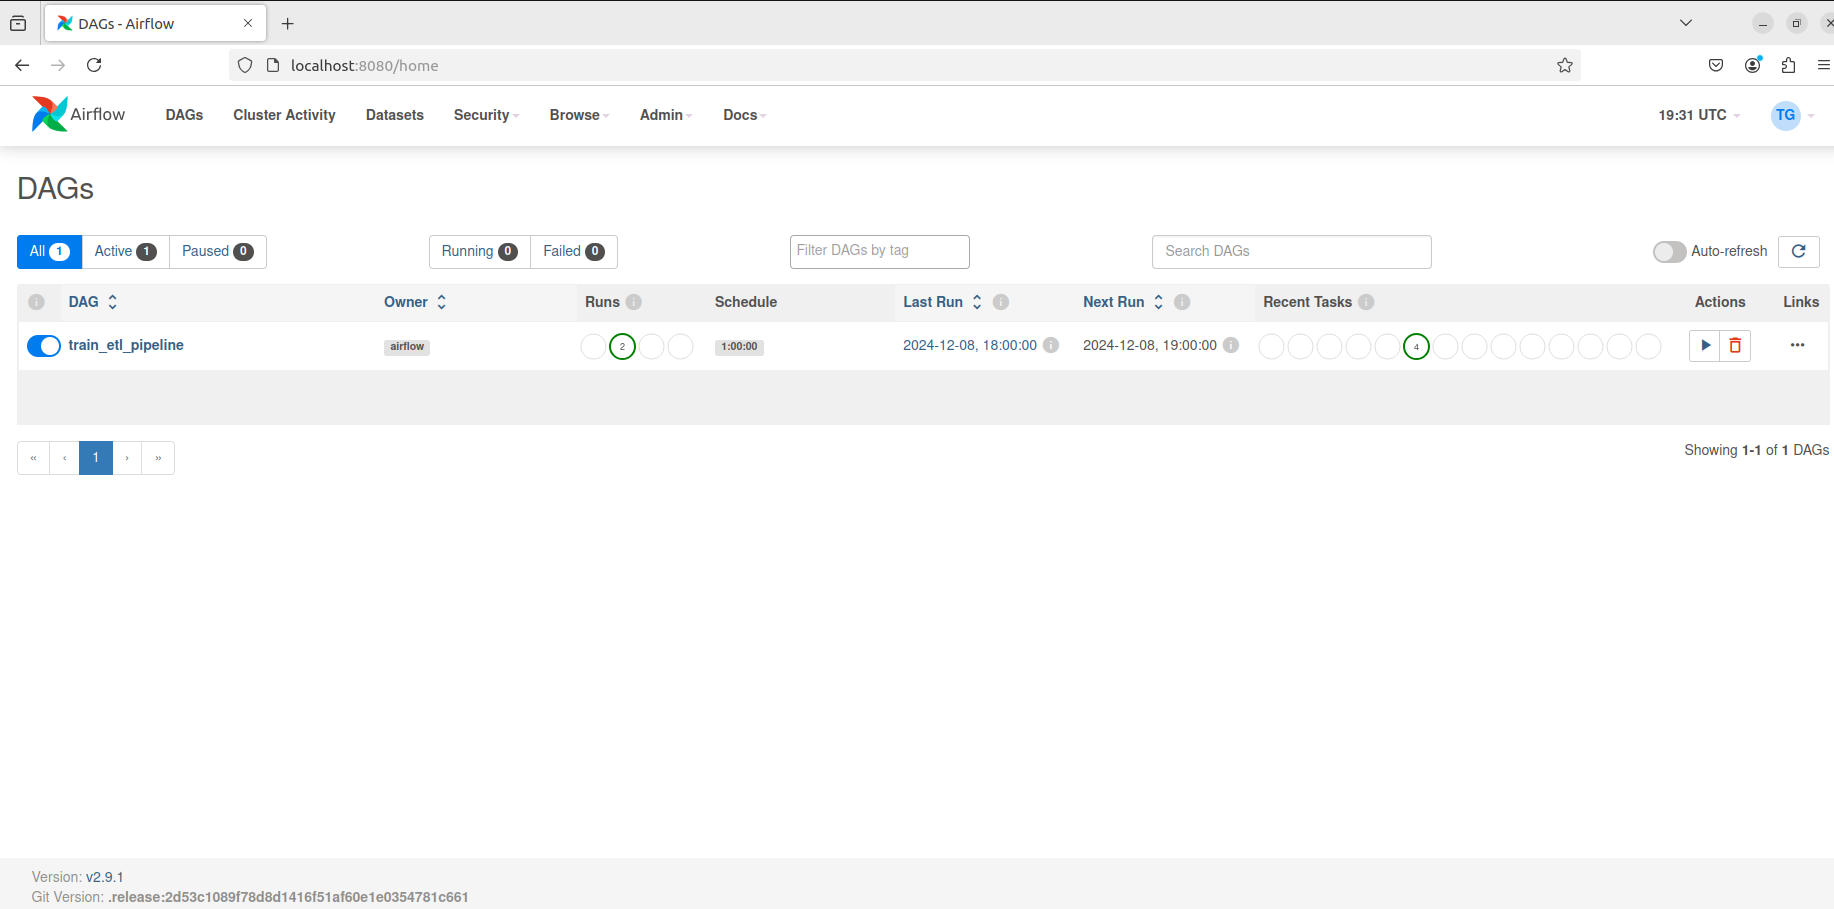 DAGs - Airflow
localhost:8080/home
Airflow DAGs Cluster Activity Datasets Security Browse Admin Docs 19:31 UTC TG
DAGs
All 1 Active 1 Paused 0 Running 0 Failed 0 Filter DAGs by tag Search DAGs Auto-refresh
DAG Owner Runs Schedule Last Run Next Run Recent Tasks Actions Links
train_etl_pipeline airflow 2 1:00:00 2024-12-08, 18:00:00 2024-12-08, 19:00:00 4
« ‹ 1 › » Showing 1-1 of 1 DAGs
Version: v2.9.1
Git Version: .release:2d53c1089f78d8d1416f51af60e1e0354781c661